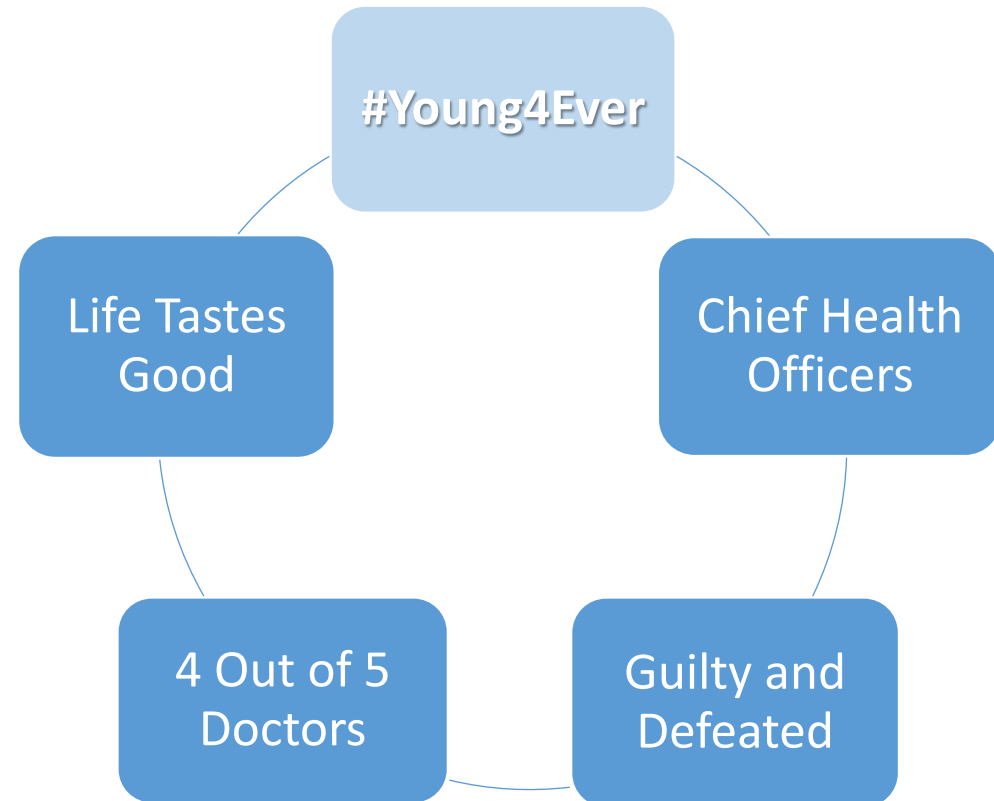 #Young4Ever
Chief Health
Officers
Guilty and
Defeated
4 Out of 5
Doctors
Life Tastes
Good